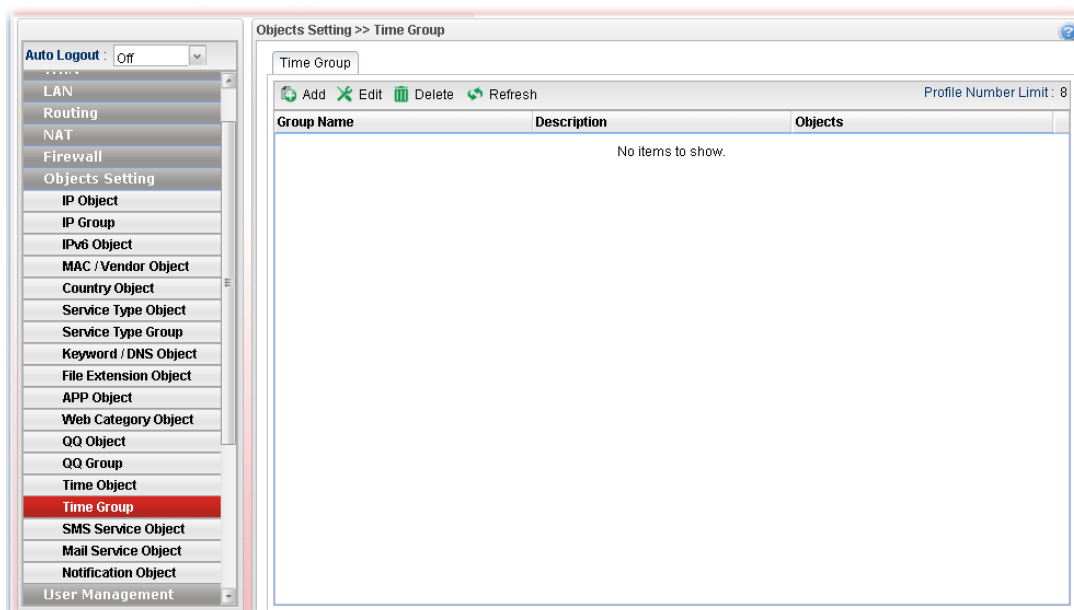 Objects Setting >> Time Group
Auto Logout : Off
LAN
Routing
NAT
Firewall
Objects Setting
IP Object
IP Group
IPv6 Object
MAC / Vendor Object
Country Object
Service Type Object
Service Type Group
Keyword / DNS Object
File Extension Object
APP Object
Web Category Object
QQ Object
QQ Group
Time Object
Time Group
SMS Service Object
Mail Service Object
Notification Object
User Management
Time Group
Add Edit Delete Refresh Profile Number Limit : 8
Group Name Description Objects
No items to show.